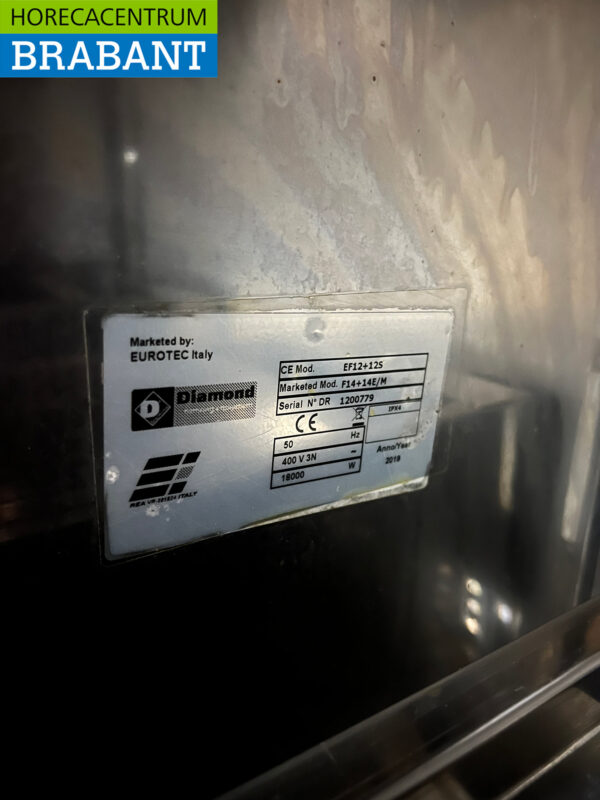 HORECACENTRUM
BRABANT
Marketed by:
EUROTEC Italy
Diamond
CE Mod. EF12+12S
Marketed Mod. F14+14E/M
Serial N° DR 1200779
CE
IPX4
50 Hz
400 V 3N ~
18000 W
Anno/Year
2019
ITALY